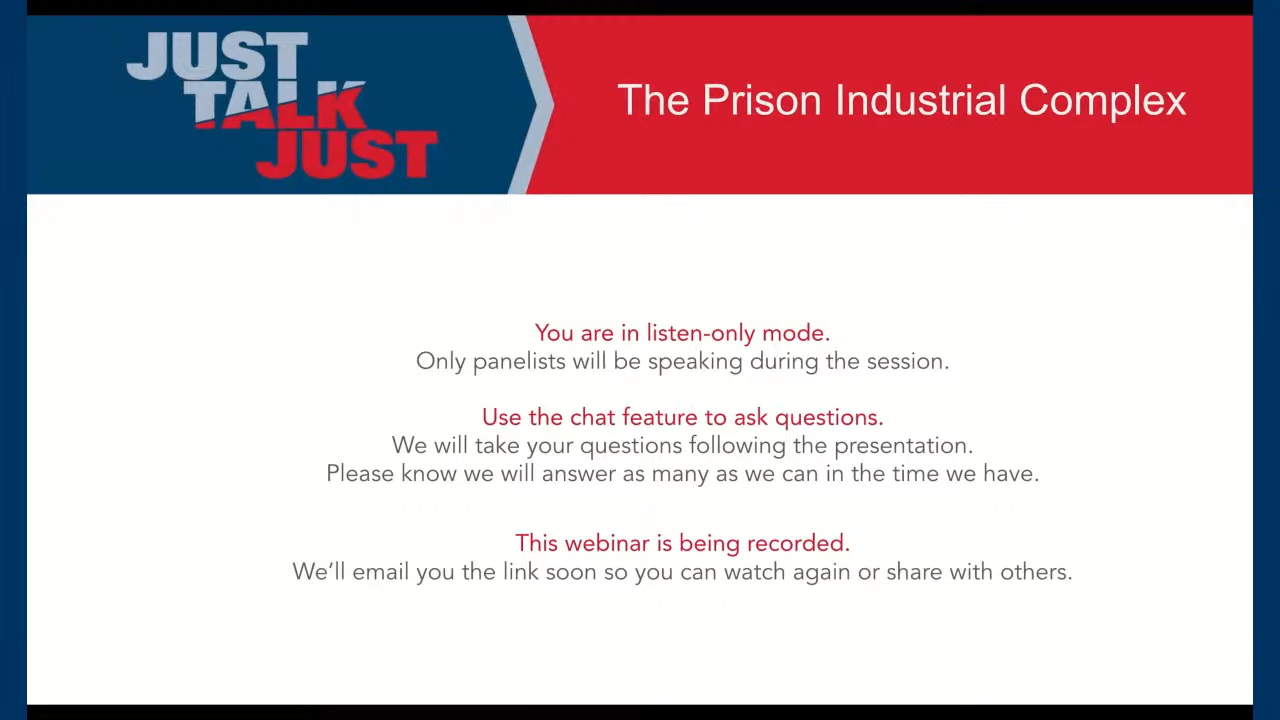 JUST
TALK
JUST
The Prison Industrial Complex
You are in listen-only mode.
Only panelists will be speaking during the session.
Use the chat feature to ask questions.
We will take your questions following the presentation.
Please know we will answer as many as we can in the time we have.
This webinar is being recorded.
We’ll email you the link soon so you can watch again or share with others.